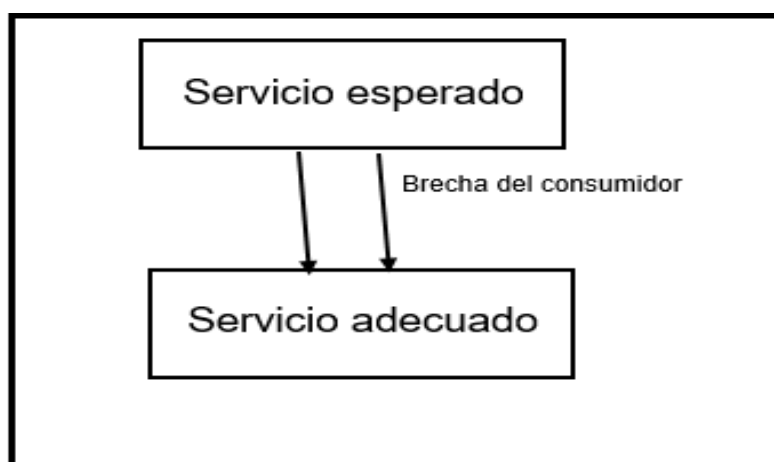 Servicio esperado
Brecha del consumidor
Servicio adecuado